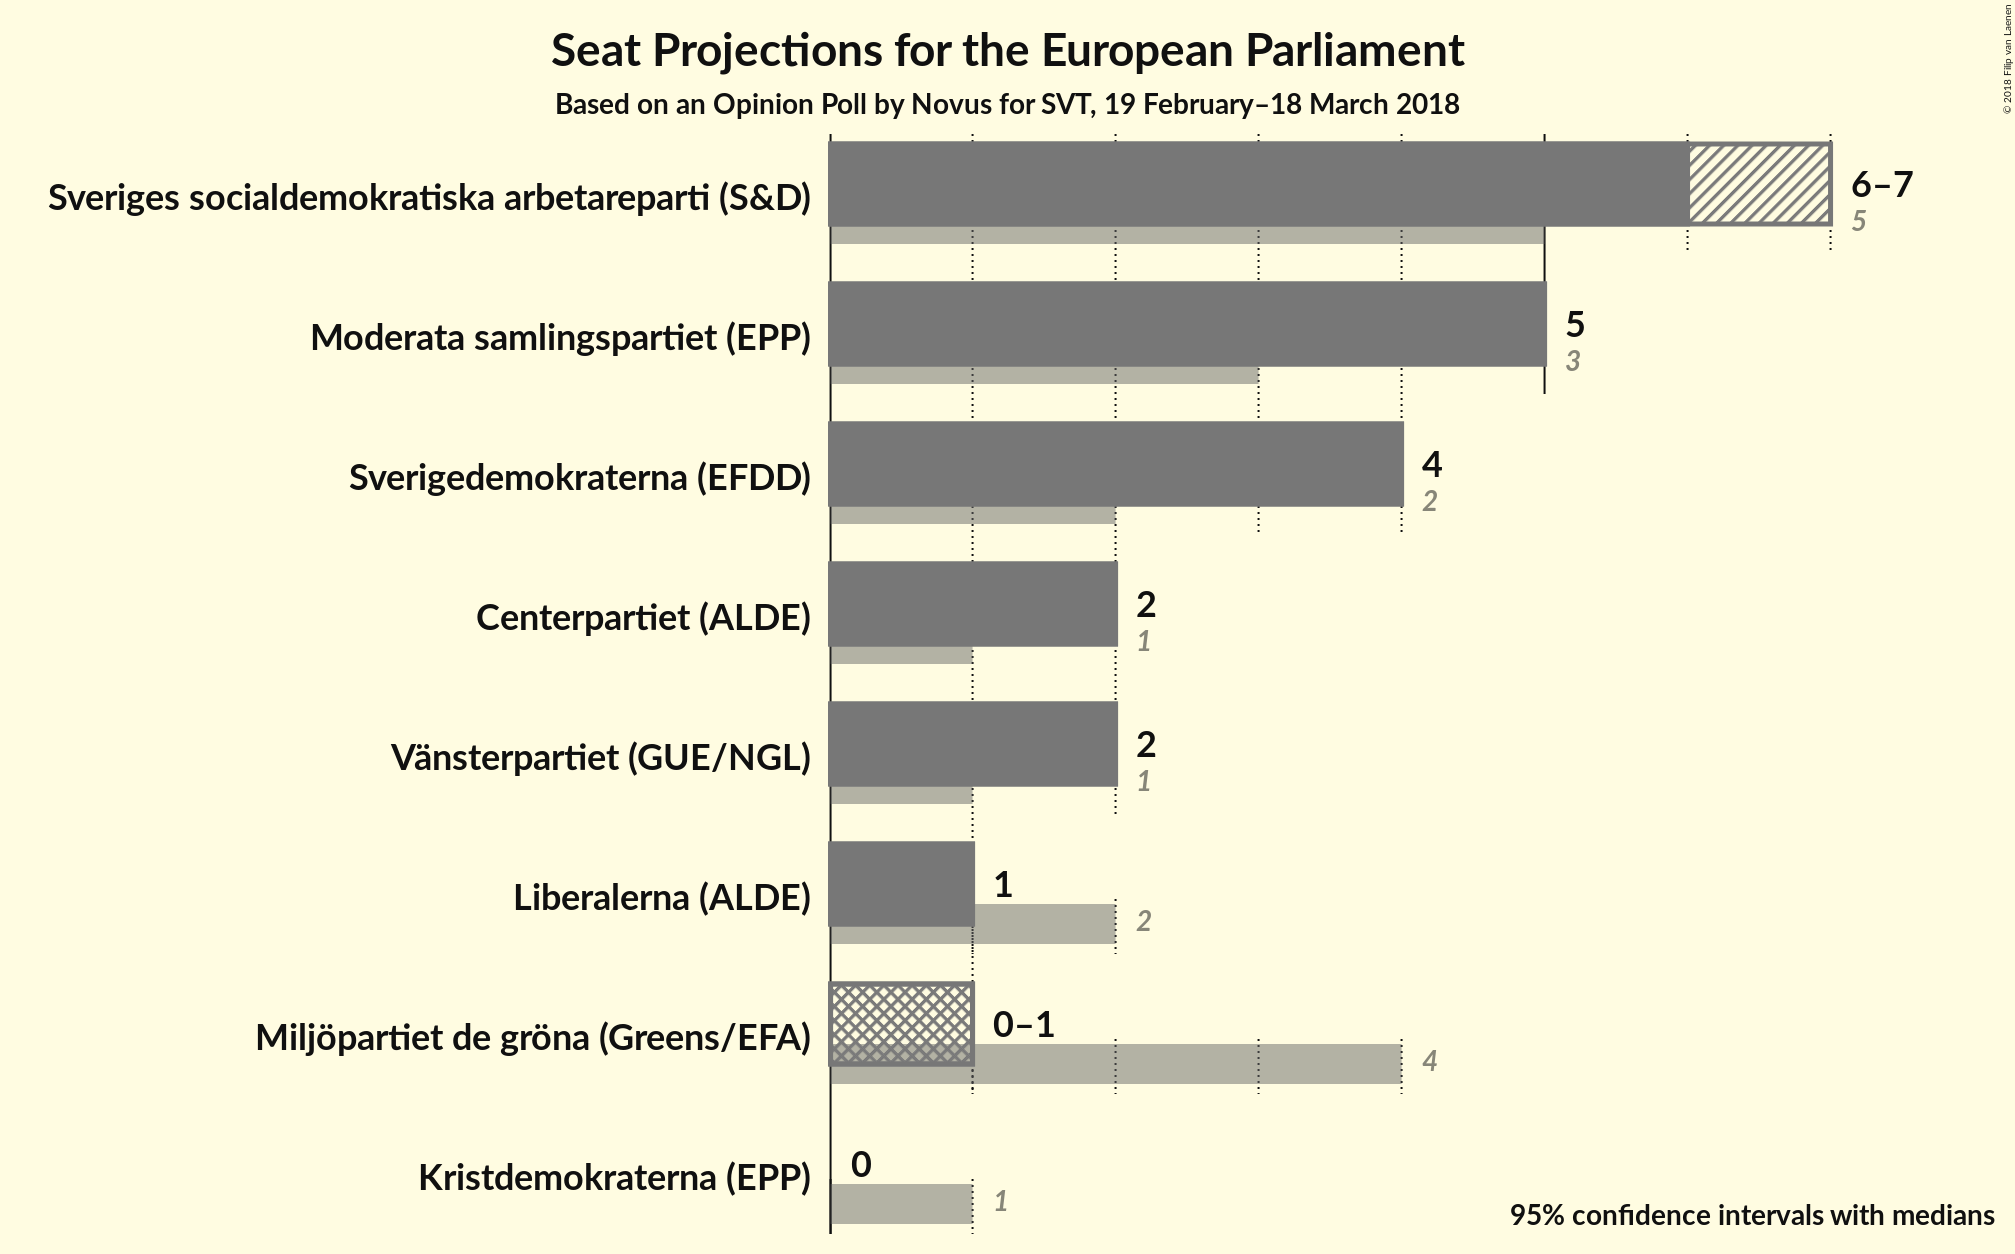 Seat Projections for the European Parliament
Based on an Opinion Poll by Novus for SVT, 19 February–18 March 2018
© 2018 Filip van Laenen
Sveriges socialdemokratiska arbetareparti (S&D)
6–7
5
Moderata samlingspartiet (EPP)
5
3
Sverigedemokraterna (EFDD)
4
2
Centerpartiet (ALDE)
2
1
Vänsterpartiet (GUE/NGL)
2
1
Liberalerna (ALDE)
1
2
Miljöpartiet de gröna (Greens/EFA)
0–1
4
Kristdemokraterna (EPP)
0
1
95% confidence intervals with medians